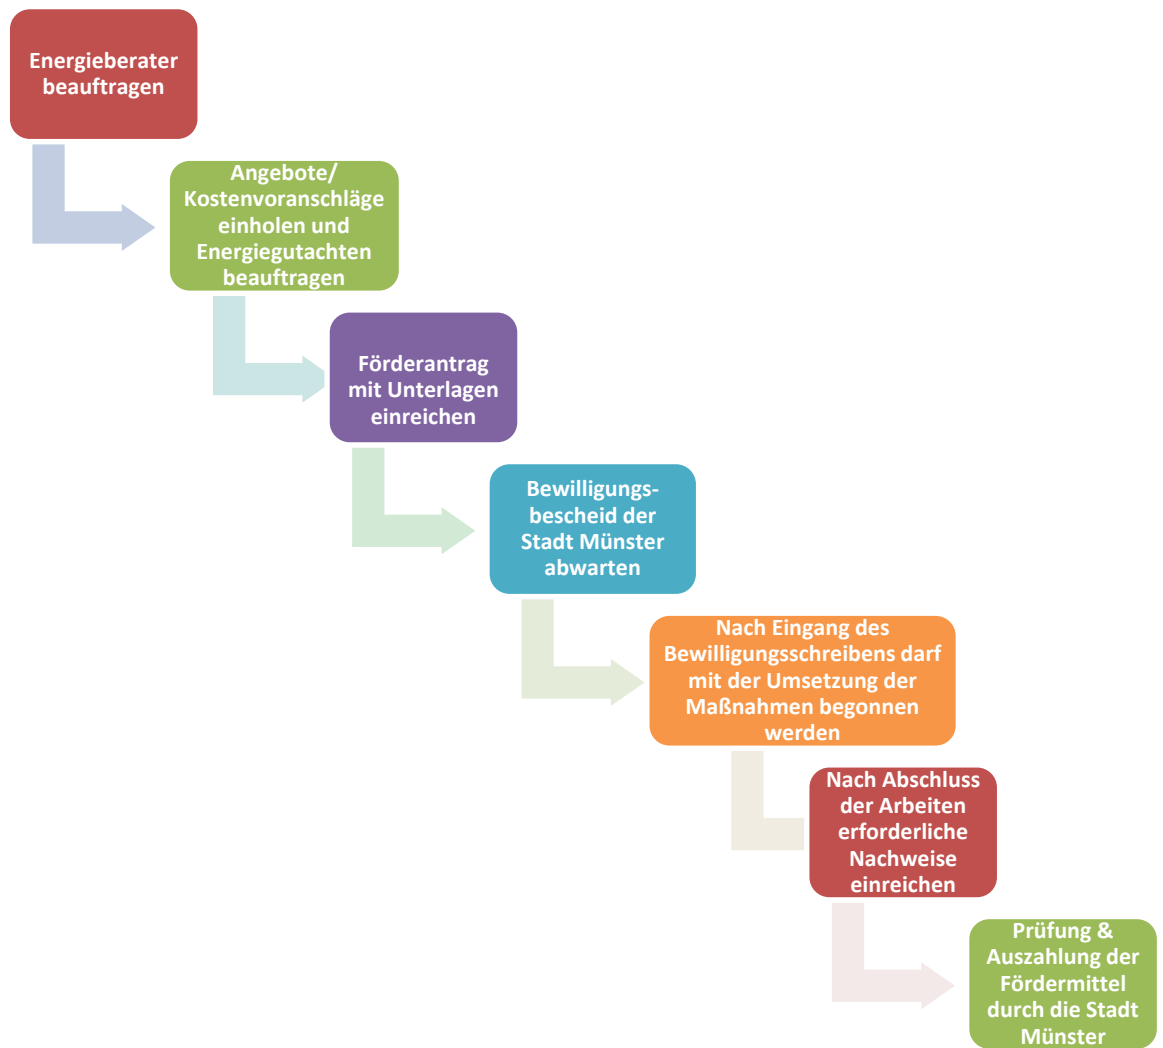 Energieberater
beauftragen
Angebote/
Kostenvoranschläge
einholen und
Energiegutachten
beauftragen
Förderantrag
mit Unterlagen
einreichen
Bewilligungs-
bescheid der
Stadt Münster
abwarten
Nach Eingang des
Bewilligungsschreibens darf
mit der Umsetzung der
Maßnahmen begonnen
werden
Nach Abschluss
der Arbeiten
erforderliche
Nachweise
einreichen
Prüfung &
Auszahlung der
Fördermittel
durch die Stadt
Münster